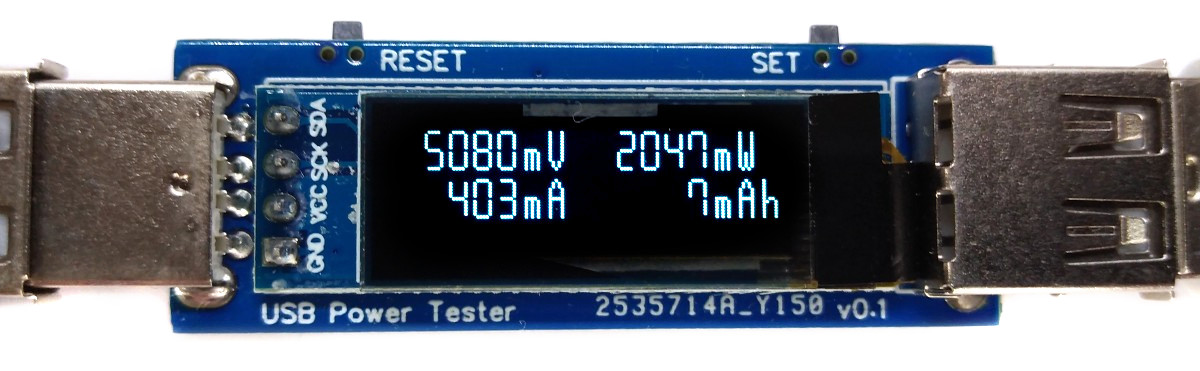 RESET SET
SDA
SCK
VCC
GND
5080mV 2047mW
403mA 7mAh
USB Power Tester 2535714A_Y150 v0.1